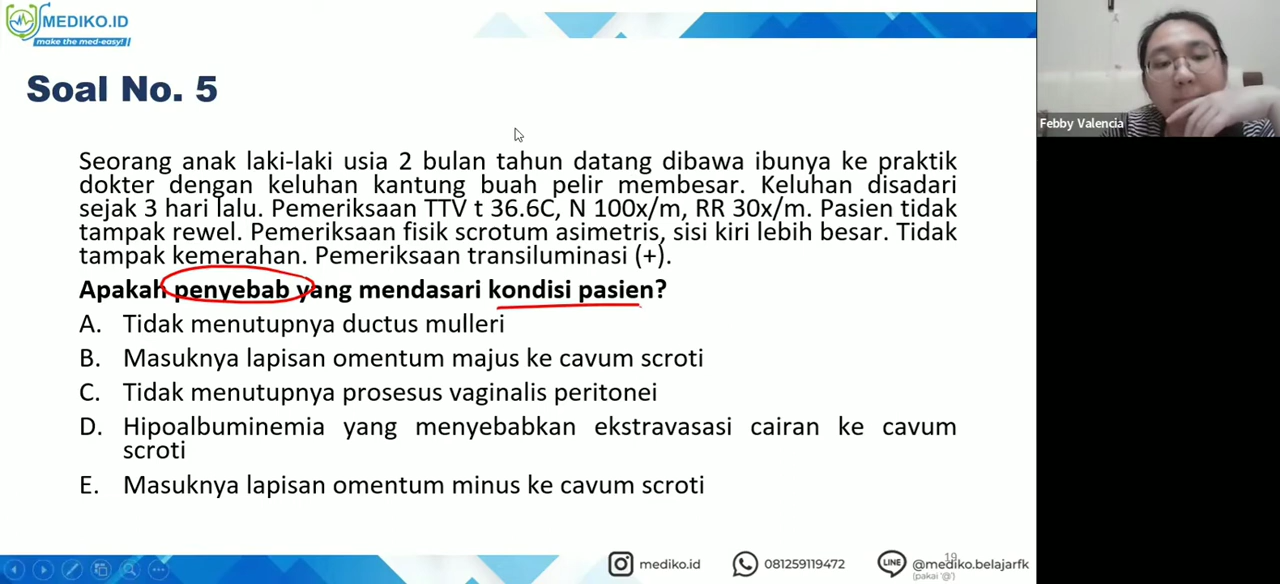 MEDIKO.ID
make the med-easy!
Soal No. 5
Febby Valencia
Seorang anak laki-laki usia 2 bulan tahun datang dibawa ibunya ke praktik
dokter dengan keluhan kantung buah pelir membesar. Keluhan disadari
sejak 3 hari lalu. Pemeriksaan TTV t 36.6C, N 100x/m, RR 30x/m. Pasien tidak
tampak rewel. Pemeriksaan fisik scrotum asimetris, sisi kiri lebih besar. Tidak
tampak kemerahan. Pemeriksaan transiluminasi (+).
Apakah penyebab yang mendasari kondisi pasien?
A. Tidak menutupnya ductus mulleri
B. Masuknya lapisan omentum majus ke cavum scroti
C. Tidak menutupnya prosesus vaginalis peritonei
D. Hipoalbuminemia yang menyebabkan ekstravasasi cairan ke cavum
scroti
E. Masuknya lapisan omentum minus ke cavum scroti
mediko.id
081259119472
LINE
19
@mediko.belajarfk
(pakai '@')